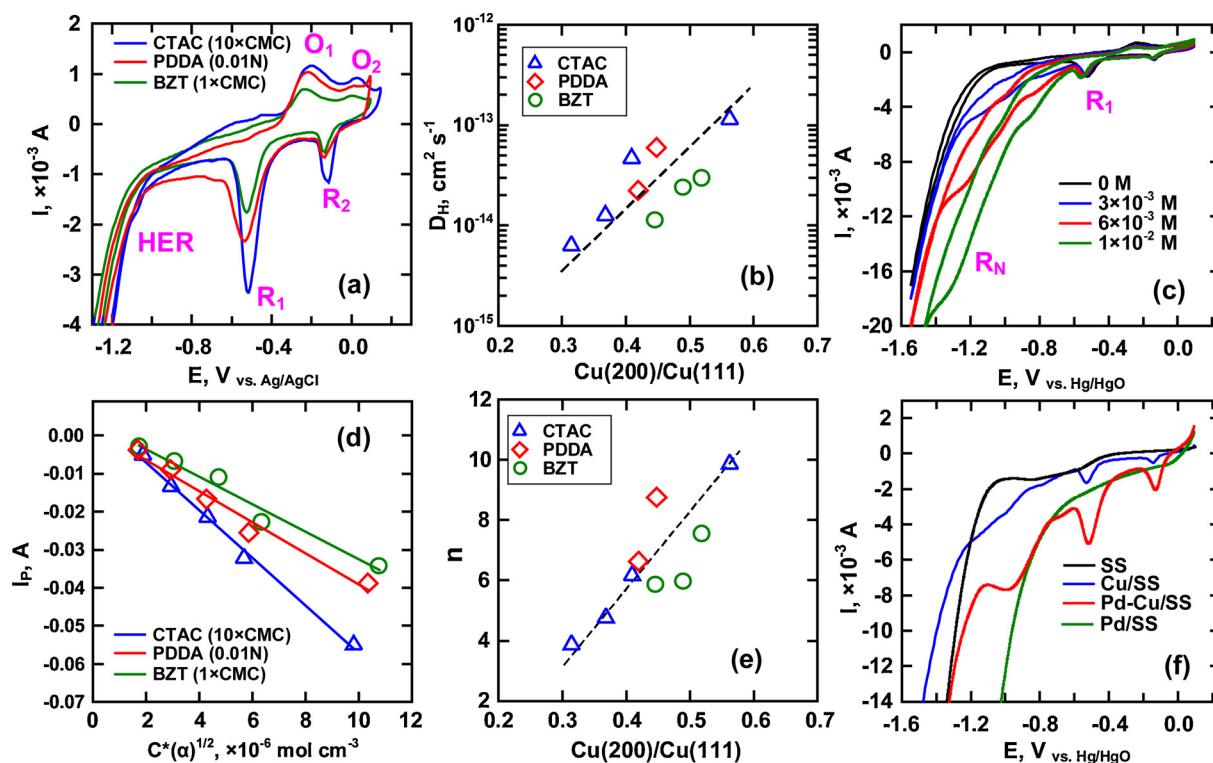 CTAC (10×CMC)
PDDA (0.01N)
BZT (1×CMC)
O1
O2
R2
R1
HER
(a)
2
1
0
-1
-2
-3
-4
I, ×10-3 A
-1.2
-0.8
-0.4
0.0
E, V vs. Ag/AgCl
CTAC
PDDA
BZT
(b)
10-12
10-13
10-14
10-15
DH, cm2 s-1
0.2
0.3
0.4
0.5
0.6
0.7
Cu(200)/Cu(111)
R1
RN
0 M
3×10-3 M
6×10-3 M
1×10-2 M
(c)
0
-4
-8
-12
-16
-20
I, ×10-3 A
-1.6
-1.2
-0.8
-0.4
0.0
E, V vs. Hg/HgO
(d)
CTAC (10×CMC)
PDDA (0.01N)
BZT (1×CMC)
0.00
-0.01
-0.02
-0.03
-0.04
-0.05
-0.06
-0.07
IP, A
0
2
4
6
8
10
12
C*(α)1/2, ×10-6 mol cm-3
CTAC
PDDA
BZT
(e)
12
10
8
6
4
2
n
0.2
0.3
0.4
0.5
0.6
0.7
Cu(200)/Cu(111)
SS
Cu/SS
Pd-Cu/SS
Pd/SS
(f)
2
0
-2
-4
-6
-8
-10
-12
-14
I, ×10-3 A
-1.6
-1.2
-0.8
-0.4
0.0
E, V vs. Hg/HgO